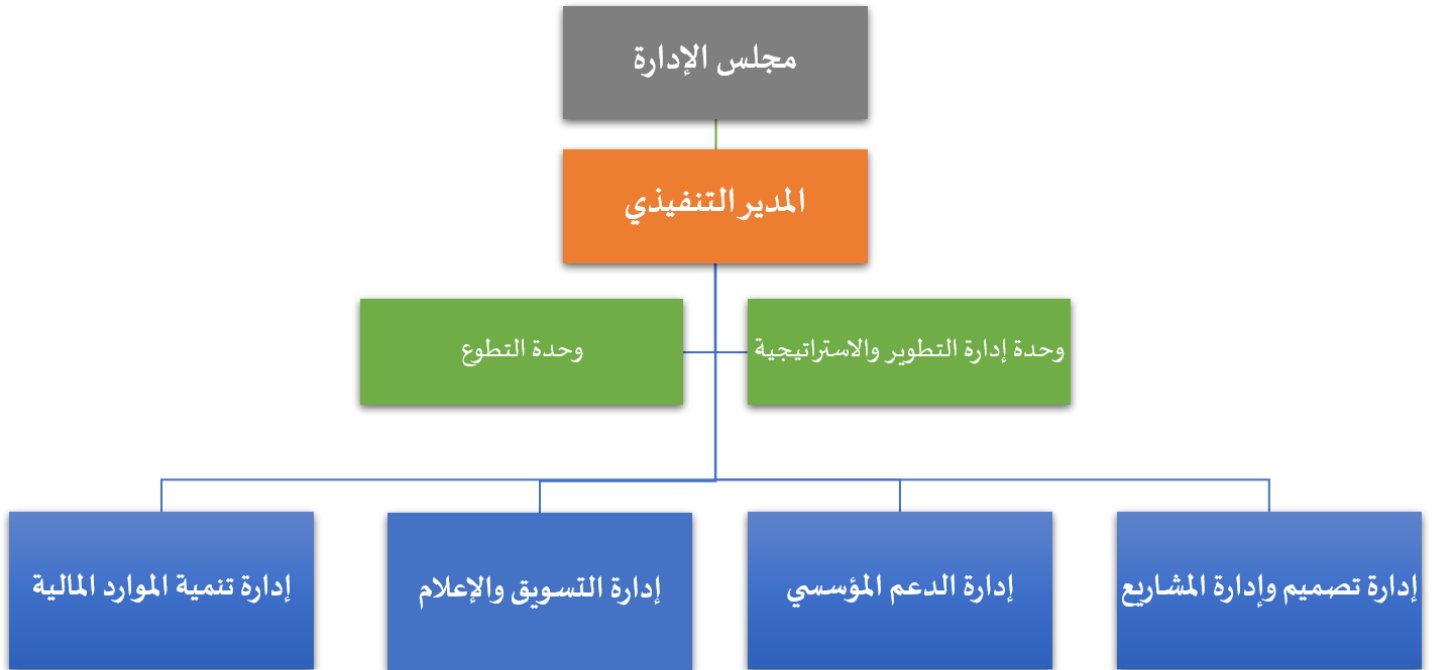 مجلس الإدارة
المدير التنفيذي
وحدة إدارة التطوير والاستراتيجية
وحدة التطوع
إدارة تصميم وإدارة المشاريع
إدارة الدعم المؤسسي
إدارة التسويق والإعلام
إدارة تنمية الموارد المالية